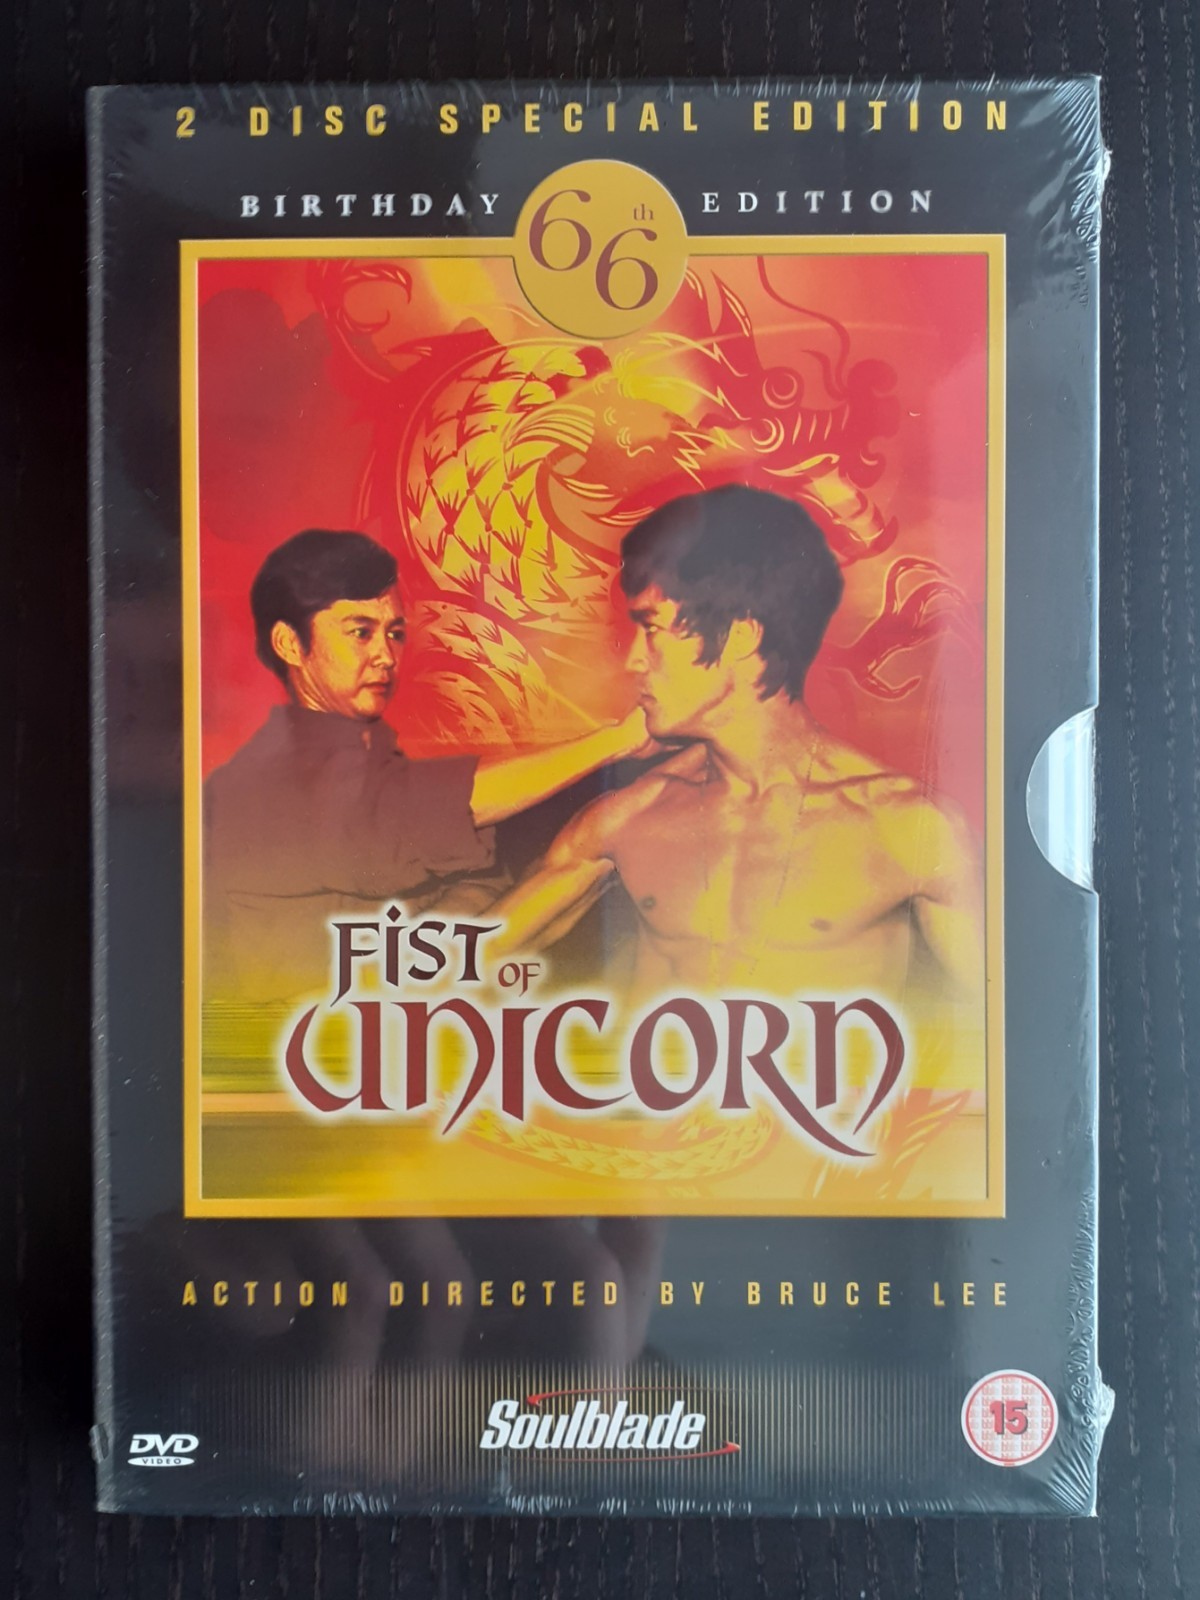 2 DISC SPECIAL EDITION
BIRTHDAY 66th EDITION
FIST OF
UNICORN
ACTION DIRECTED BY BRUCE LEE
Soulblade
15
DVD
VIDEO